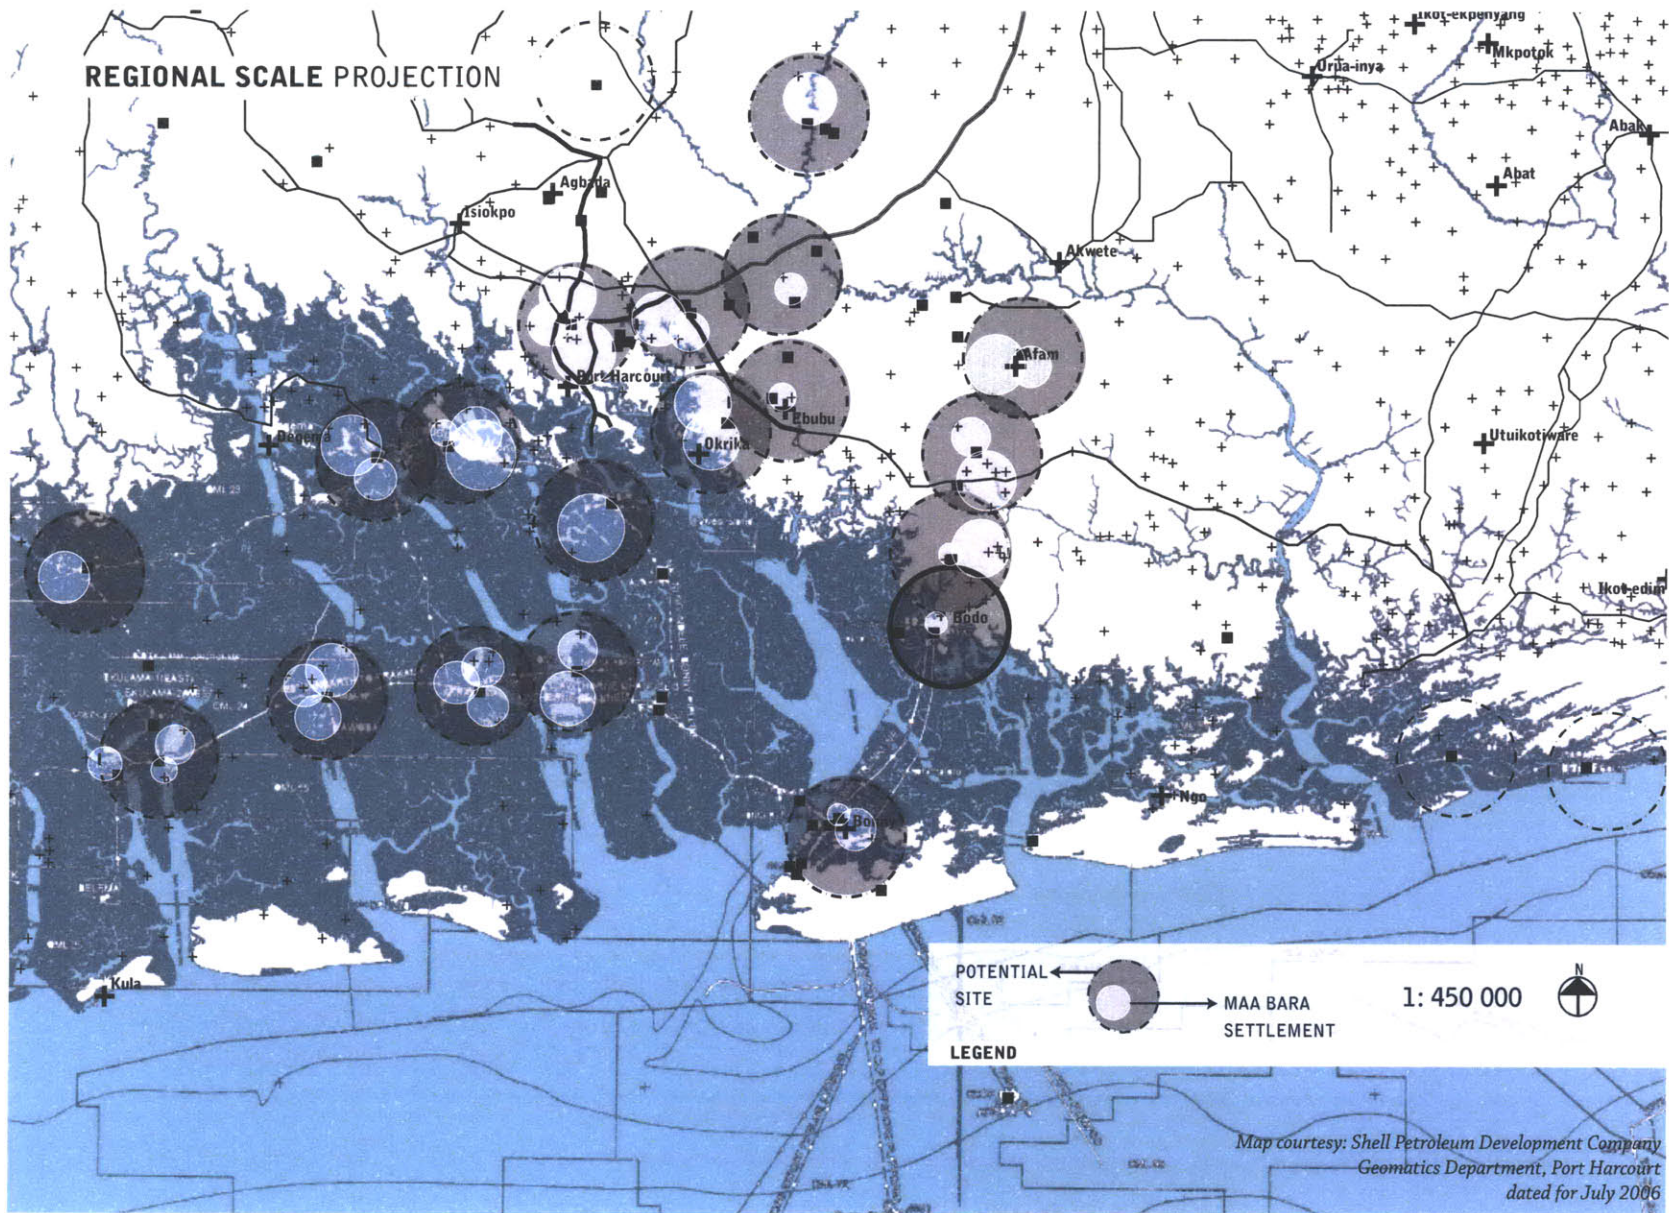 REGIONAL SCALE PROJECTION
Ikot-ekpenyang
Mkpotok
Urua-inya
Abak
Abat
Agbada
Isiokpo
Akwete
Afam
Port Harcourt
Ebubu
Okrika
Degema
Utuikotiware
Ikot-edim
Bodo
Ngo
Bonny
Kula
POTENTIAL
SITE
MAA BARA
SETTLEMENT
1: 450 000
N
LEGEND
Map courtesy: Shell Petroleum Development Company
Geomatics Department, Port Harcourt
dated for July 2006